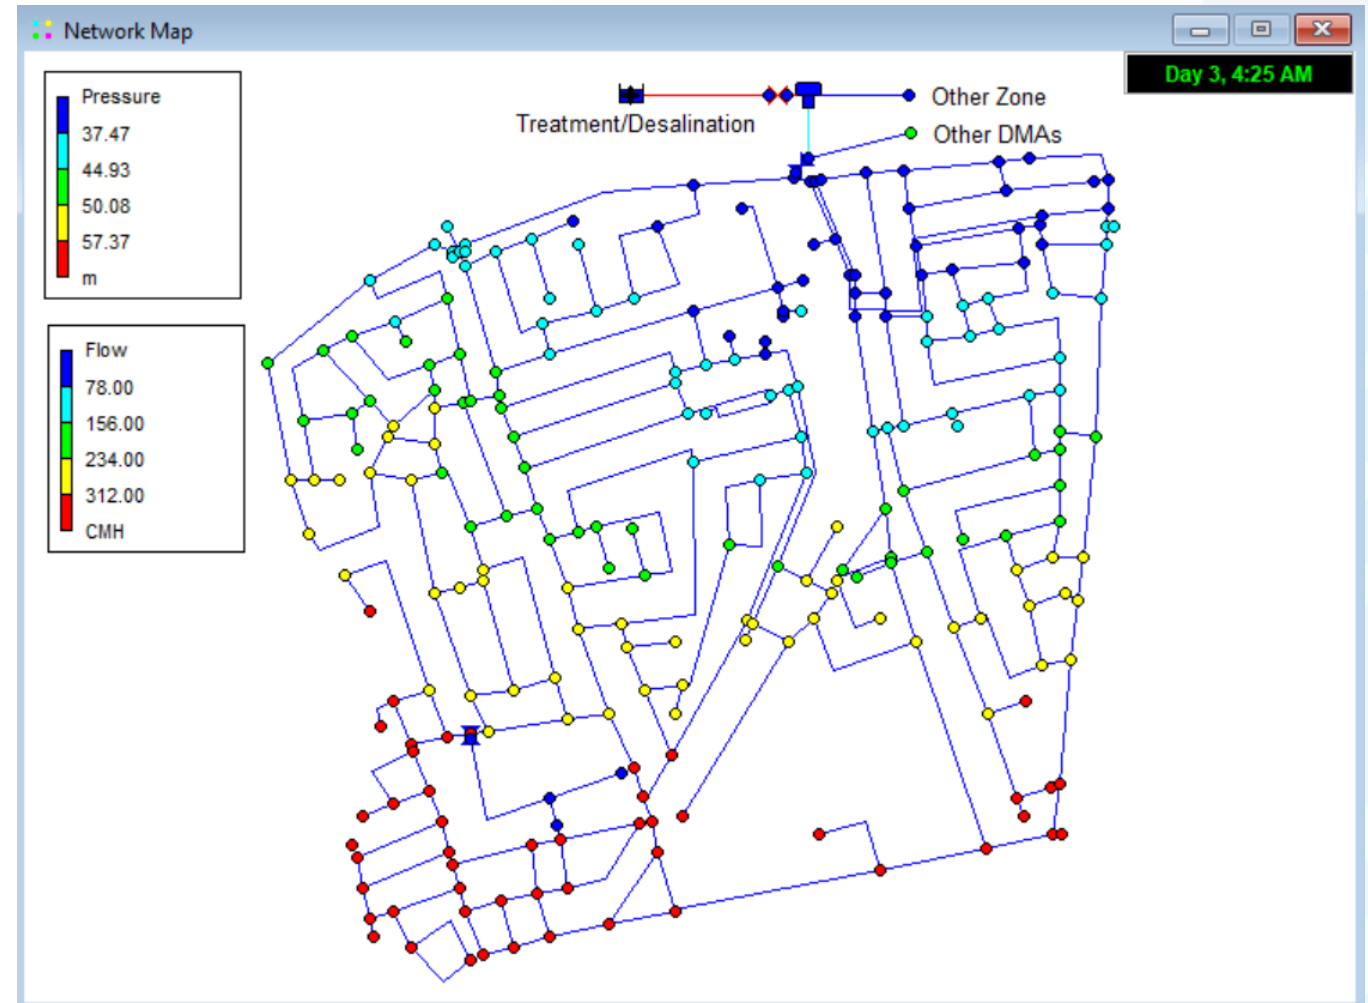 Network Map
Day 3, 4:25 AM
Pressure
37.47
44.93
50.08
57.37
m
Other Zone
Treatment/Desalination
Other DMAs
Flow
78.00
156.00
234.00
312.00
CMH